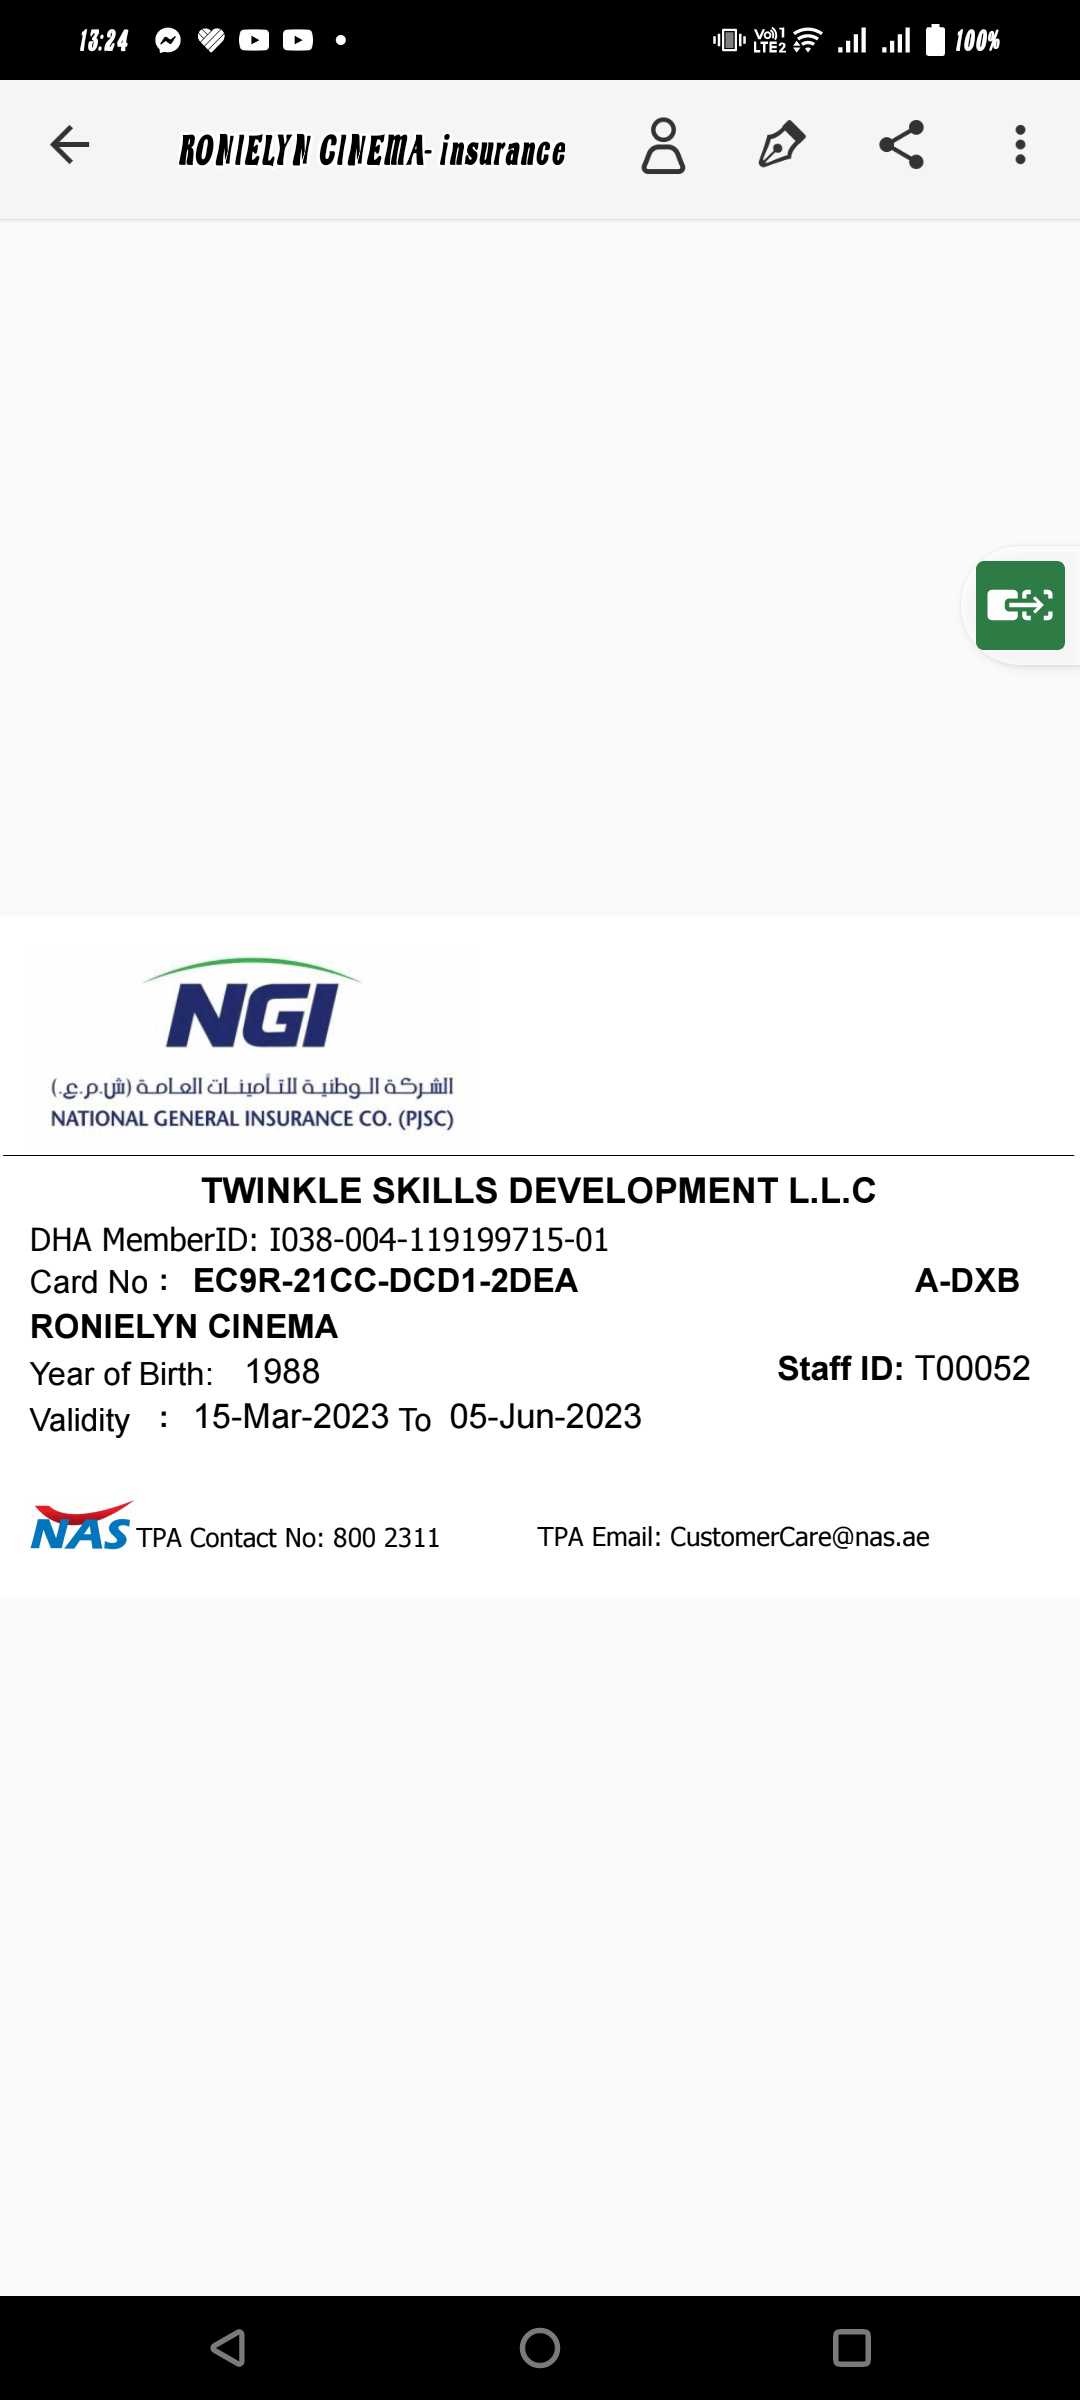 13:24
Vo) 1
LTE2
100%
RONIELYN CINEMA- insurance
NGI
الشركة الوطنية للتأمينات العامة (ش.م.ع.)
NATIONAL GENERAL INSURANCE CO. (PJSC)
TWINKLE SKILLS DEVELOPMENT L.L.C
DHA MemberID: I038-004-119199715-01
Card No : EC9R-21CC-DCD1-2DEA A-DXB
RONIELYN CINEMA
Year of Birth: 1988 Staff ID: T00052
Validity : 15-Mar-2023 To 05-Jun-2023
NAS TPA Contact No: 800 2311 TPA Email: CustomerCare@nas.ae